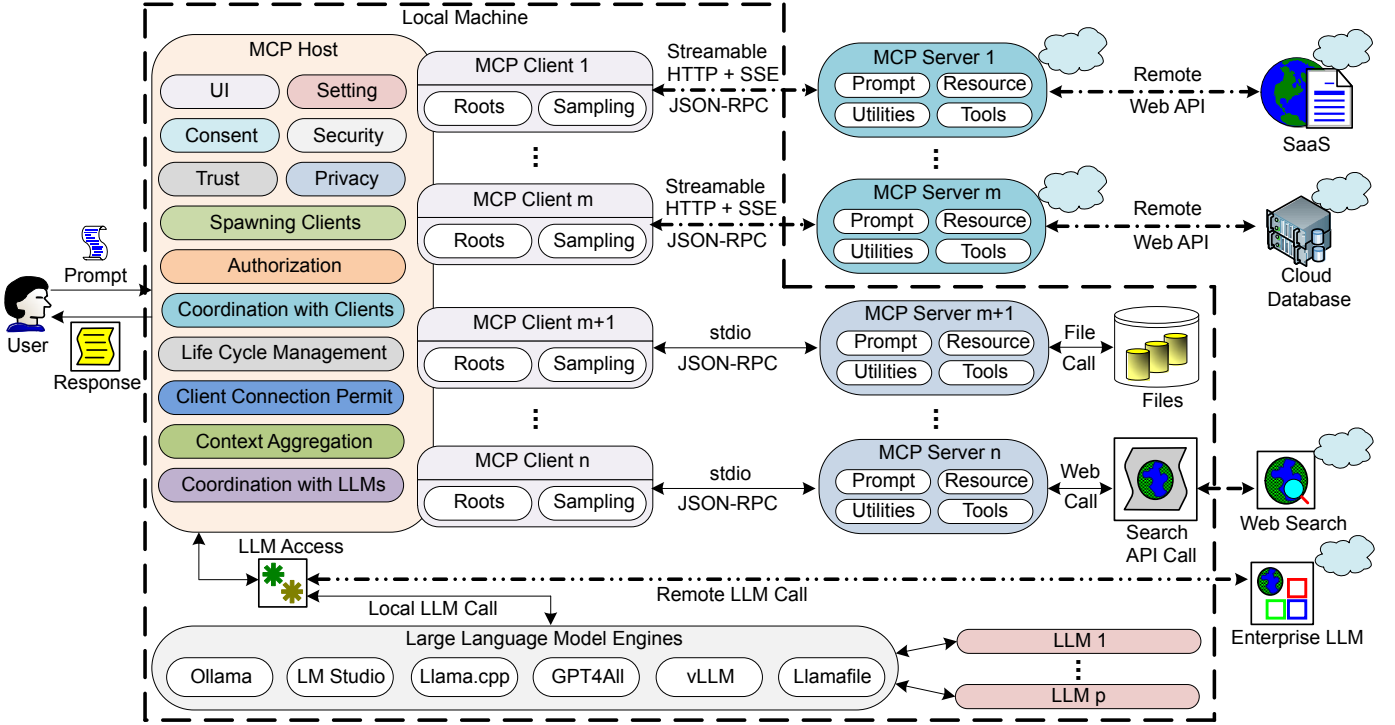 Local Machine
MCP Host
UI
Setting
Consent
Security
Trust
Privacy
Spawning Clients
Authorization
Coordination with Clients
Life Cycle Management
Client Connection Permit
Context Aggregation
Coordination with LLMs
Prompt
User
Response
MCP Client 1
Roots
Sampling
Streamable
HTTP + SSE
JSON-RPC
MCP Server 1
Prompt
Resource
Utilities
Tools
Remote
Web API
SaaS
MCP Client m
Roots
Sampling
Streamable
HTTP + SSE
JSON-RPC
MCP Server m
Prompt
Resource
Utilities
Tools
Remote
Web API
Cloud
Database
MCP Client m+1
Roots
Sampling
stdio
JSON-RPC
MCP Server m+1
Prompt
Resource
Utilities
Tools
File
Call
Files
MCP Client n
Roots
Sampling
stdio
JSON-RPC
MCP Server n
Prompt
Resource
Utilities
Tools
Web
Call
Search
API Call
Web Search
LLM Access
Remote LLM Call
Enterprise LLM
Local LLM Call
Large Language Model Engines
Ollama
LM Studio
Llama.cpp
GPT4All
vLLM
Llamafile
LLM 1
LLM p